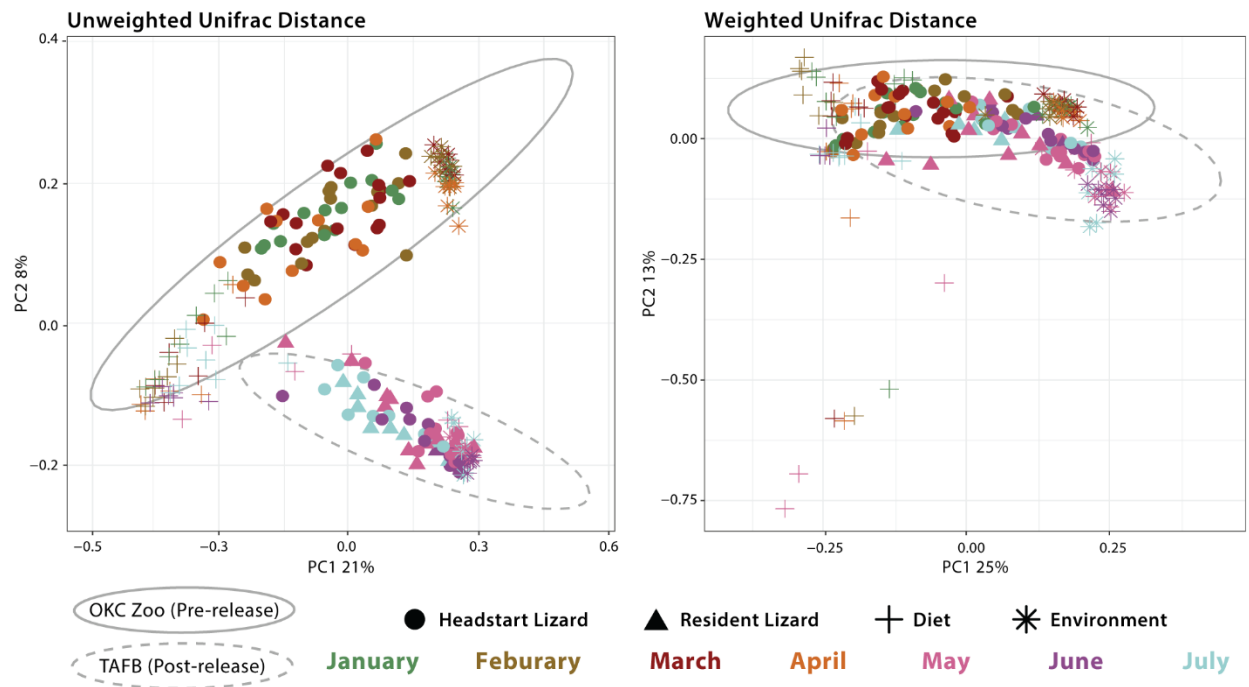 Unweighted Unifrac Distance
0.4
0.2
0.0
−0.2
PC2 8%
−0.5
−0.3
0.0
0.3
0.6
PC1 21%
Weighted Unifrac Distance
0.00
−0.25
−0.50
−0.75
PC2 13%
−0.25
0.00
0.25
PC1 25%
OKC Zoo (Pre-release)
Headstart Lizard
Resident Lizard
Diet
Environment
TAFB (Post-release)
January
Feburary
March
April
May
June
July